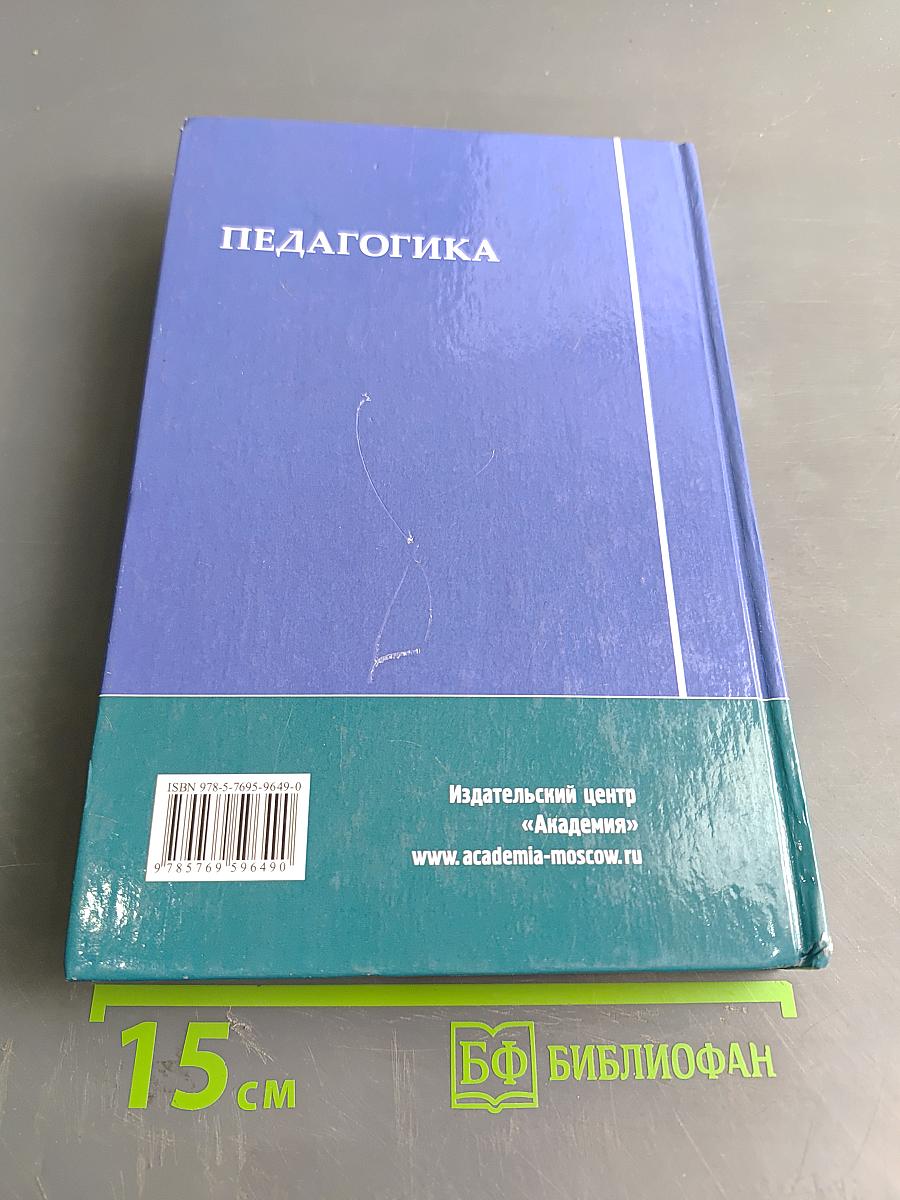 ПЕДАГОГИКА
ISBN 978-5-7695-9649-0
9 785769 596490
Издательский центр
«Академия»
www.academia-moscow.ru
15 см
БФ БИБЛИОФАН